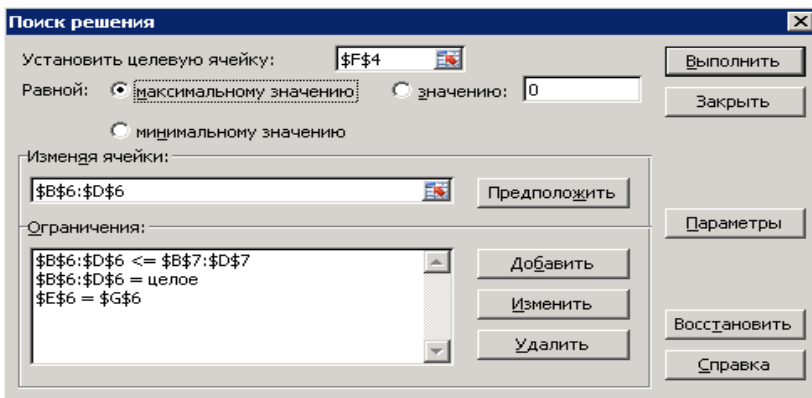 Поиск решения
Установить целевую ячейку: $F$4 Выполнить
Равной: максимальному значению значению: 0 Закрыть
минимальному значению
Изменяя ячейки:
$B$6:$D$6 Предположить
Ограничения: Параметры
$B$6:$D$6 <= $B$7:$D$7 Добавить
$B$6:$D$6 = целое
$E$6 = $G$6 Изменить
Восстановить
Удалить
Справка